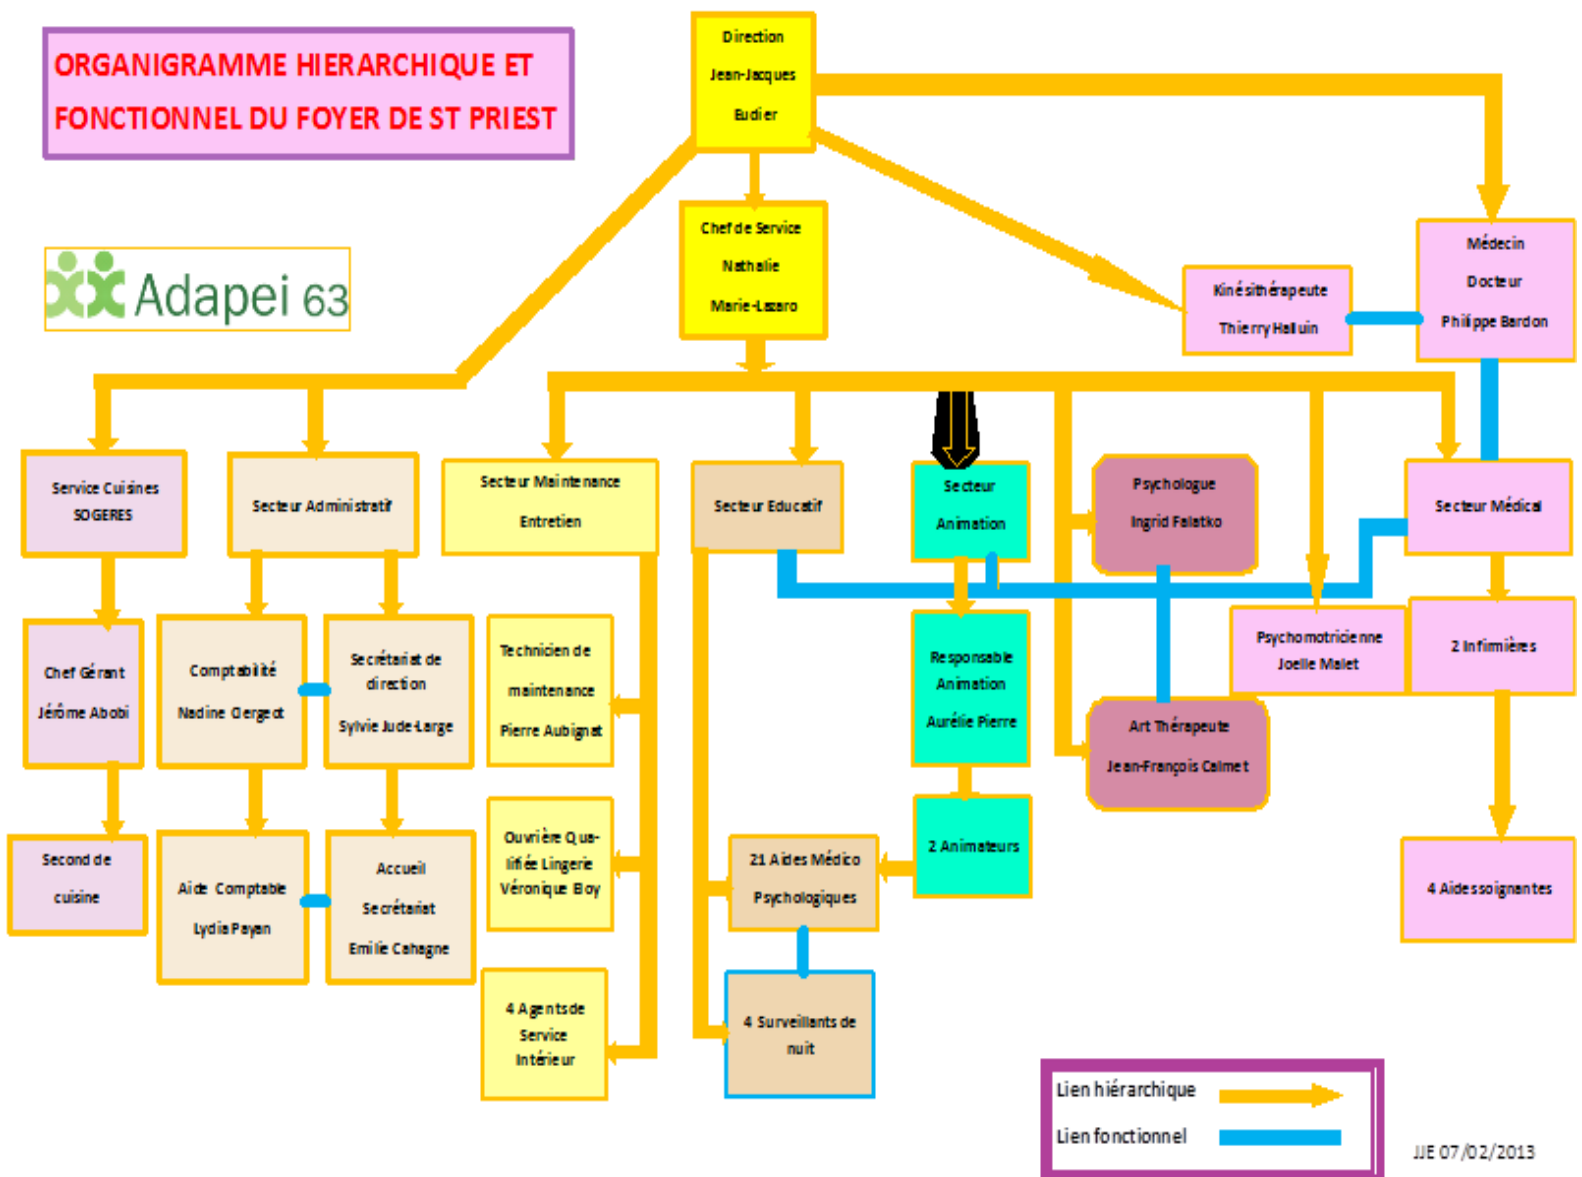 ORGANIGRAMME HIERARCHIQUE ET
FONCTIONNEL DU FOYER DE ST PRIEST
Direction
Jean-Jacques
Eudier
Adapei 63
Chef de Service
Nathalie
Marie-Lazaro
Kinésithérapeute
Thierry Halluin
Médecin
Docteur
Philippe Bardon
Service Cuisines
SOGERES
Secteur Administratif
Secteur Maintenance
Entretien
Secteur Educatif
Secteur
Animation
Psychologue
Ingrid Falatko
Secteur Médical
Chef Gérant
Jérôme Abobi
Comptabilité
Nadine Clergeot
Secrétariat de
direction
Sylvie Jude-Large
Technicien de
maintenance
Pierre Aubignat
Responsable
Animation
Aurélie Pierre
Psychomotricienne
Joelle Malet
2 Infirmières
Art Thérapeute
Jean-François Calmet
Second de
cuisine
Aide Comptable
Lydia Payan
Accueil
Secrétariat
Emilie Cahagne
Ouvrière Qua-
lifiée Lingerie
Véronique Boy
21 Aides Médico
Psychologiques
2 Animateurs
4 Aides soignantes
4 Agents de
Service
Intérieur
4 Surveillants de
nuit
Lien hiérarchique
Lien fonctionnel
JJE 07/02/2013